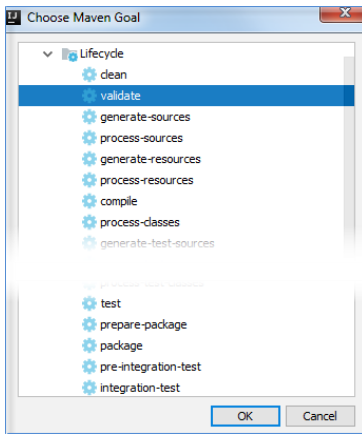 Choose Maven Goal
Lifecycle
clean
validate
generate-sources
process-sources
generate-resources
process-resources
compile
process-classes
generate-test-sources
test
prepare-package
package
pre-integration-test
integration-test
OK
Cancel